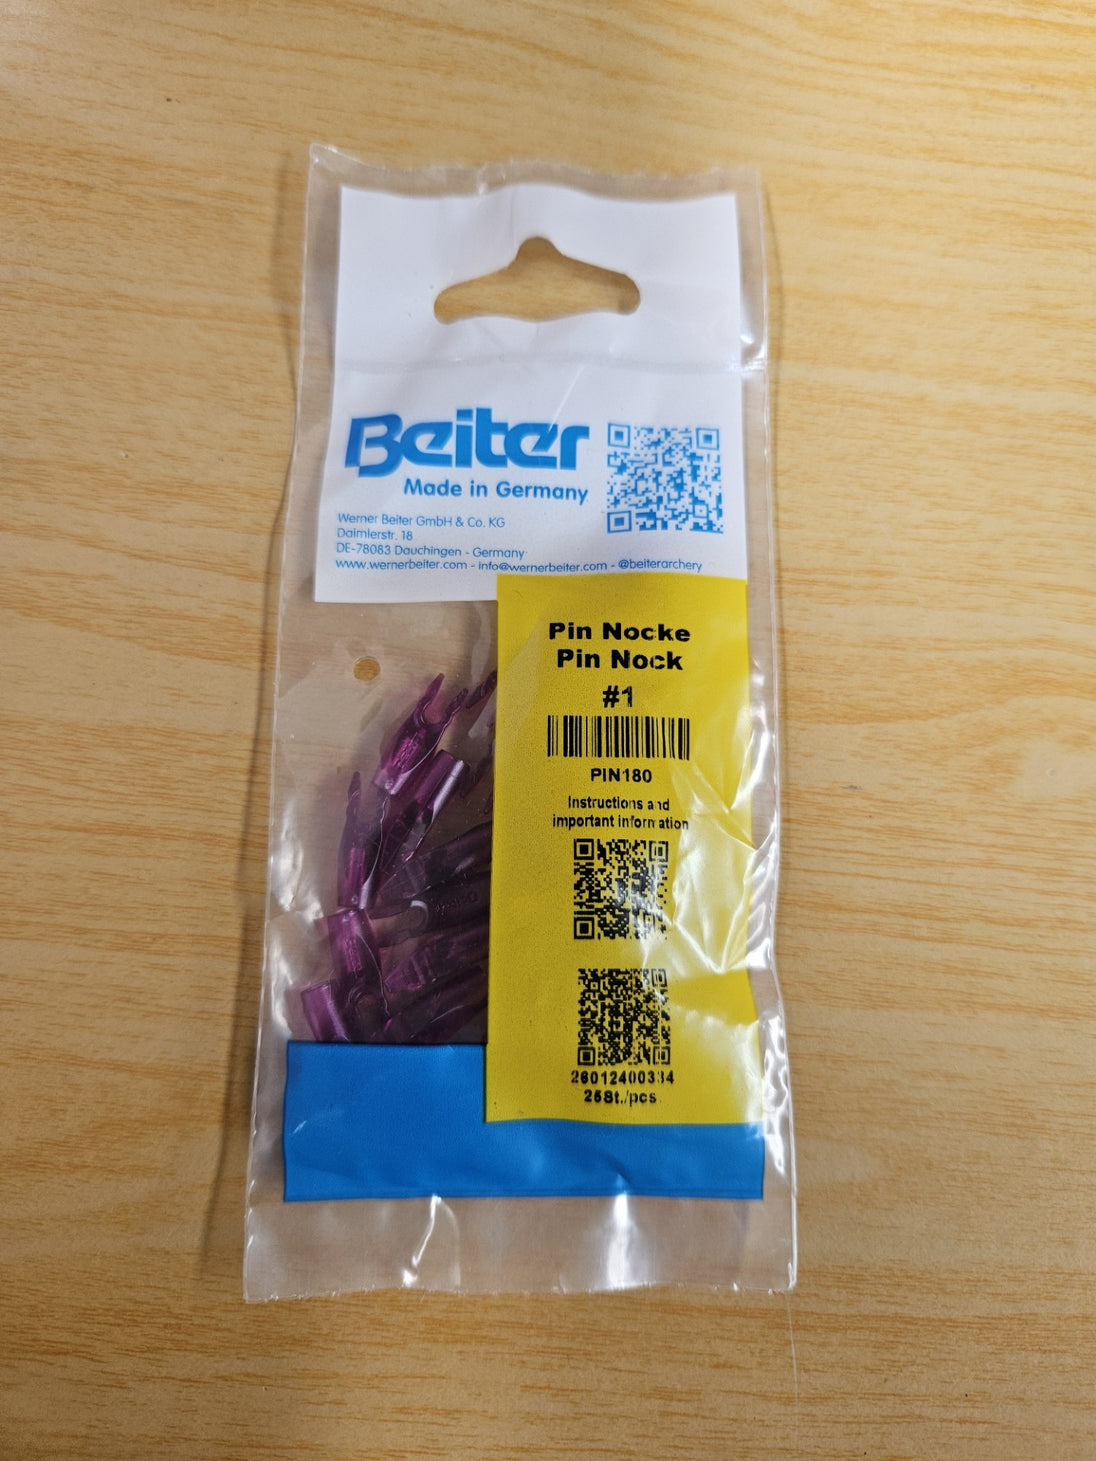 Beiter
Made in Germany
Werner Beiter GmbH & Co. KG
Daimlerstr. 18
DE-78083 Dauchingen - Germany
www.wernerbeiter.com - info@wernerbeiter.com - @beiterarchery
Pin Nocke
Pin Nock
#1
PIN180
Instructions and
important information
26012400334
25St./pcs